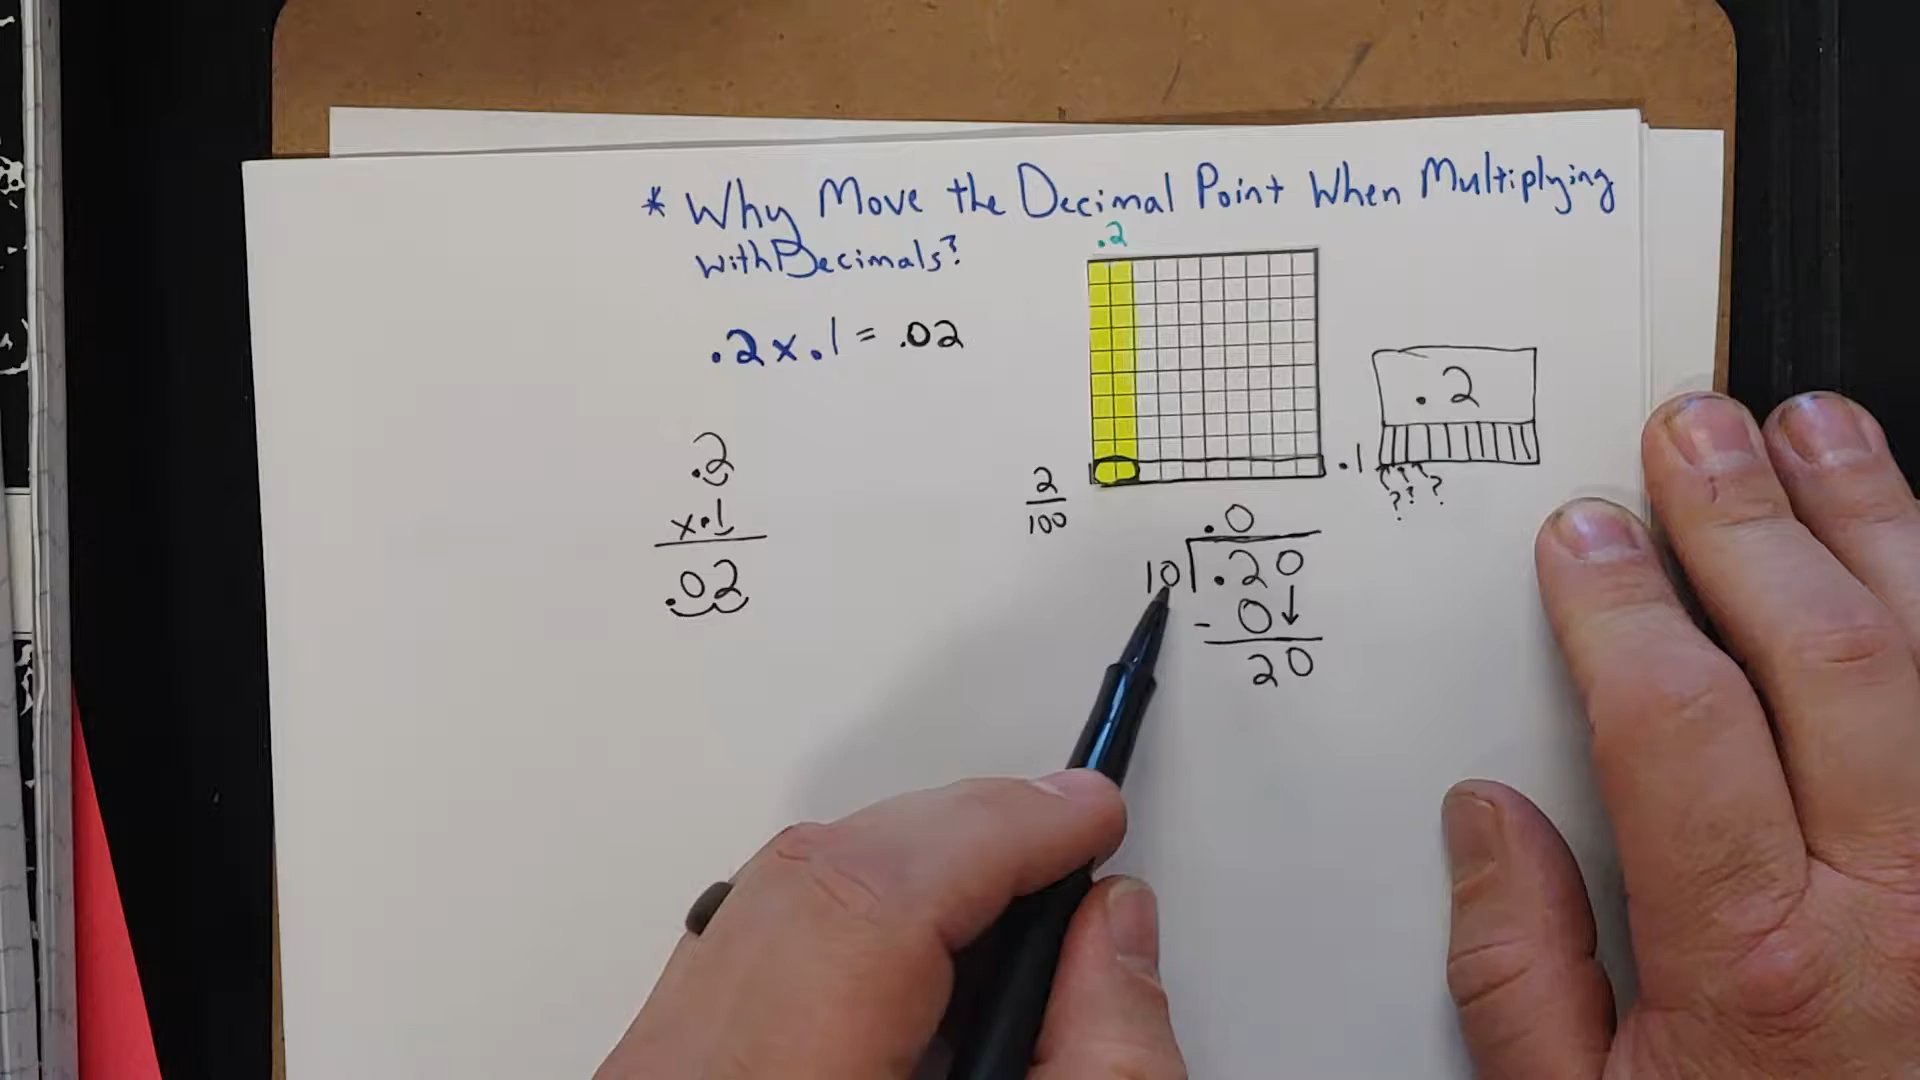 * Why Move the Decimal Point When Multiplying
with Decimals?
.2
.2 x .1 = .02
.2
.2
x.1
.02
2
100
.1
? ? ?
.0
10 .20
- 0↓
20